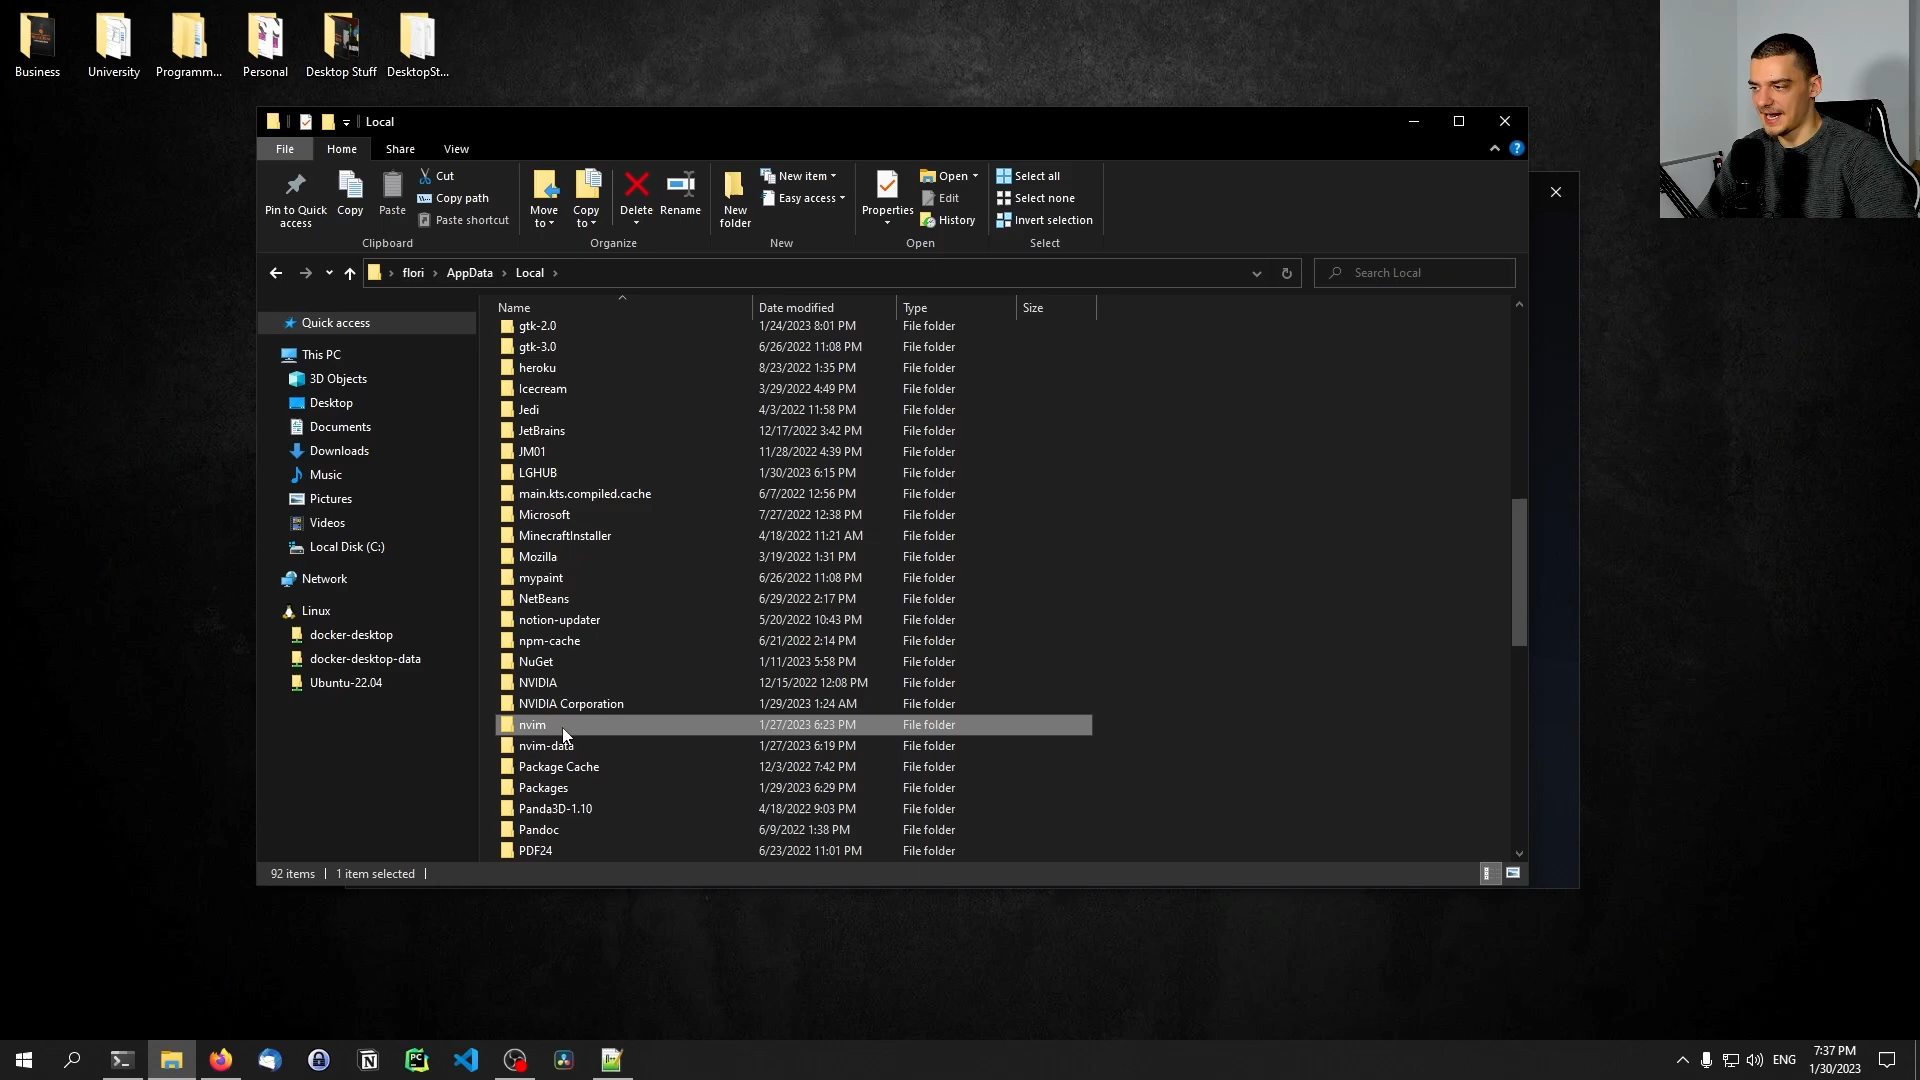 Business
University
Programm...
Personal
Desktop Stuff
DesktopSt...
Local
File
Home
Share
View
Pin to Quick access
Copy
Paste
Cut
Copy path
Paste shortcut
Clipboard
Move to
Copy to
Delete
Rename
Organize
New folder
New item
Easy access
New
Properties
Open
Edit
History
Open
Select all
Select none
Invert selection
Select
flori > AppData > Local >
Search Local
Quick access
This PC
3D Objects
Desktop
Documents
Downloads
Music
Pictures
Videos
Local Disk (C:)
Network
Linux
docker-desktop
docker-desktop-data
Ubuntu-22.04
Name Date modified Type Size
gtk-2.0 1/24/2023 8:01 PM File folder
gtk-3.0 6/26/2022 11:08 PM File folder
heroku 8/23/2022 1:35 PM File folder
Icecream 3/29/2022 4:49 PM File folder
Jedi 4/3/2022 11:58 PM File folder
JetBrains 12/17/2022 3:42 PM File folder
JM01 11/28/2022 4:39 PM File folder
LGHUB 1/30/2023 6:15 PM File folder
main.kts.compiled.cache 6/7/2022 12:56 PM File folder
Microsoft 7/27/2022 12:38 PM File folder
MinecraftInstaller 4/18/2022 11:21 AM File folder
Mozilla 3/19/2022 1:31 PM File folder
mypaint 6/26/2022 11:08 PM File folder
NetBeans 6/29/2022 2:17 PM File folder
notion-updater 5/20/2022 10:43 PM File folder
npm-cache 6/21/2022 2:14 PM File folder
NuGet 1/11/2023 5:58 PM File folder
NVIDIA 12/15/2022 12:08 PM File folder
NVIDIA Corporation 1/29/2023 1:24 AM File folder
nvim 1/27/2023 6:23 PM File folder
nvim-data 1/27/2023 6:19 PM File folder
Package Cache 12/3/2022 7:42 PM File folder
Packages 1/29/2023 6:29 PM File folder
Panda3D-1.10 4/18/2022 9:03 PM File folder
Pandoc 6/9/2022 1:38 PM File folder
PDF24 6/23/2022 11:01 PM File folder
92 items
1 item selected
ENG
7:37 PM
1/30/2023